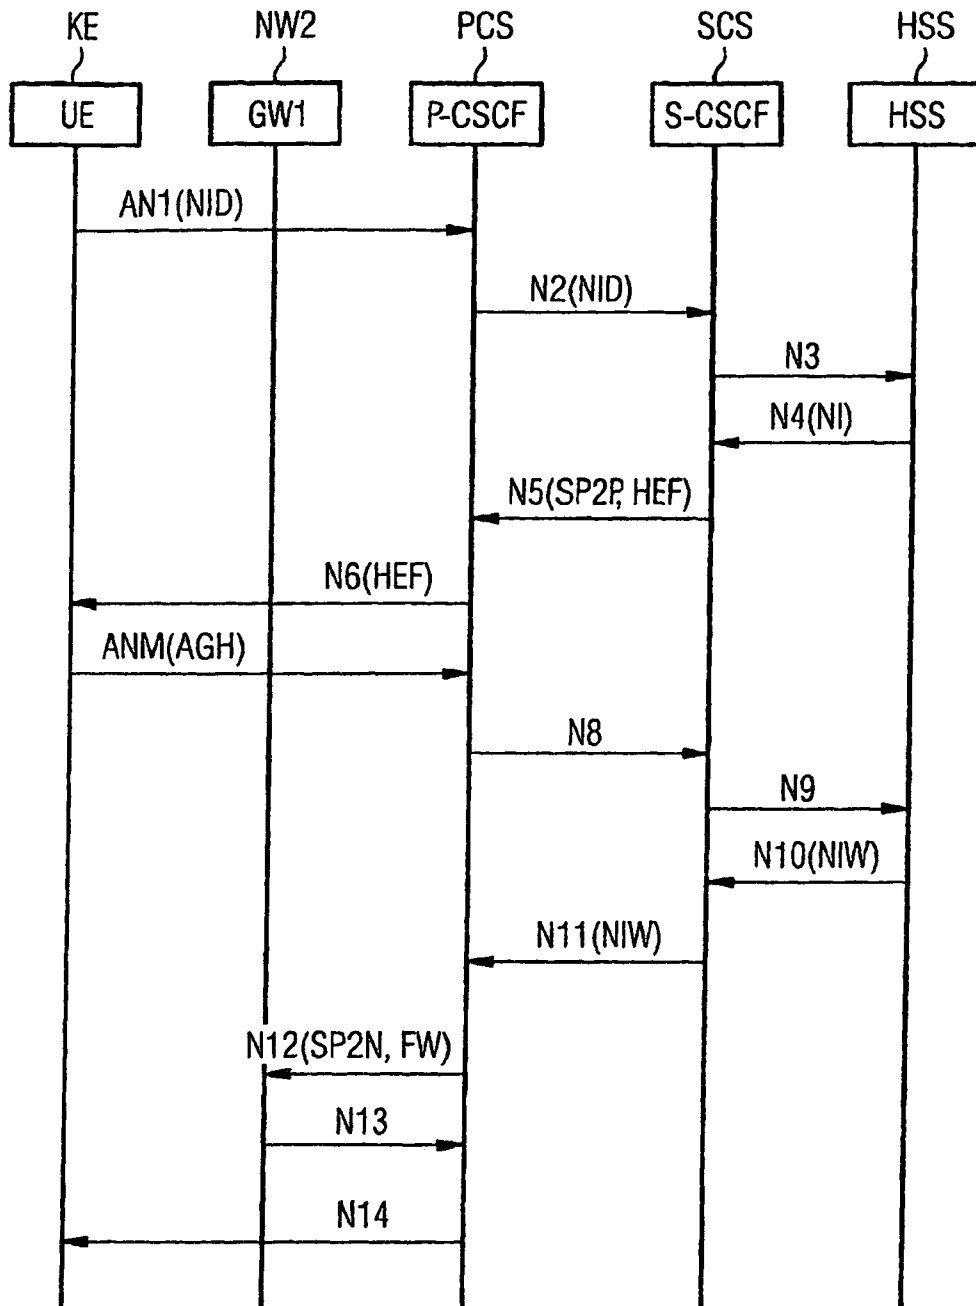 KE NW2 PCS SCS HSS
UE GW1 P-CSCF S-CSCF HSS
AN1(NID)
N2(NID)
N3
N4(NI)
N5(SP2P, HEF)
N6(HEF)
ANM(AGH)
N8
N9
N10(NIW)
N11(NIW)
N12(SP2N, FW)
N13
N14